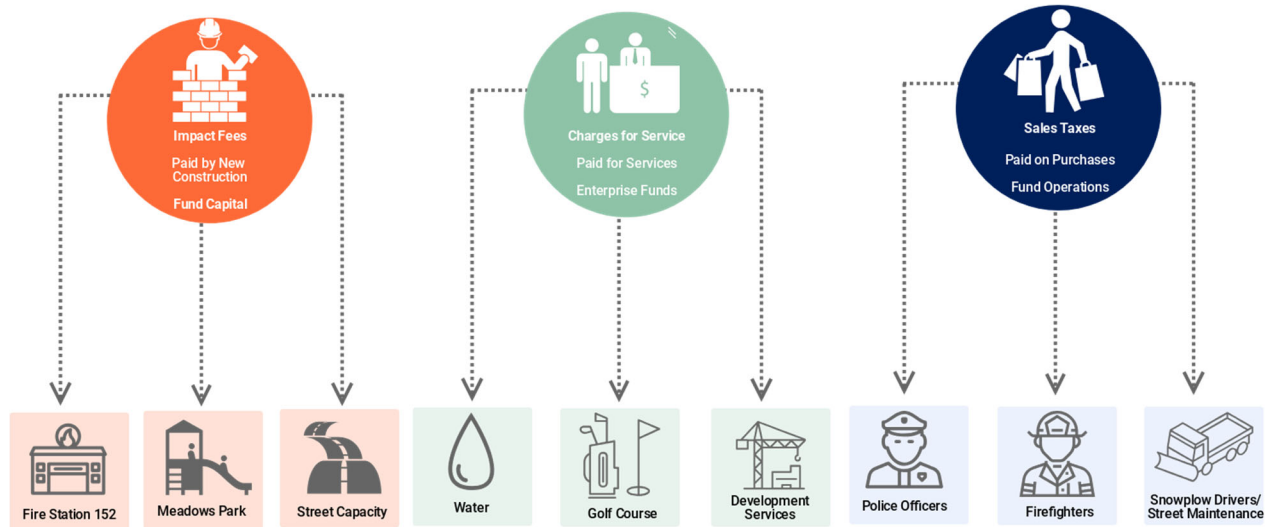 Impact Fees
Paid by New
Construction
Fund Capital
$
Charges for Service
Paid for Services
Enterprise Funds
Sales Taxes
Paid on Purchases
Fund Operations
Fire Station 152
Meadows Park
Street Capacity
Water
Golf Course
Development
Services
Police Officers
Firefighters
Snowplow Drivers/
Street Maintenance